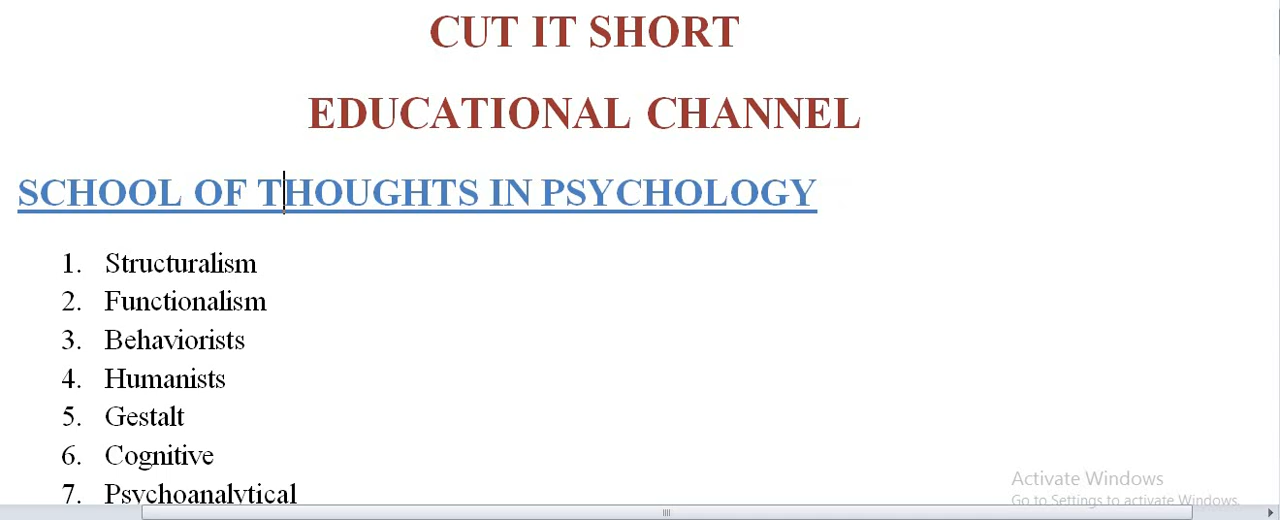 CUT IT SHORT
EDUCATIONAL CHANNEL
SCHOOL OF THOUGHTS IN PSYCHOLOGY
1. Structuralism
2. Functionalism
3. Behaviorists
4. Humanists
5. Gestalt
6. Cognitive
7. Psychoanalytical
Activate Windows
Go to Settings to activate Windows.